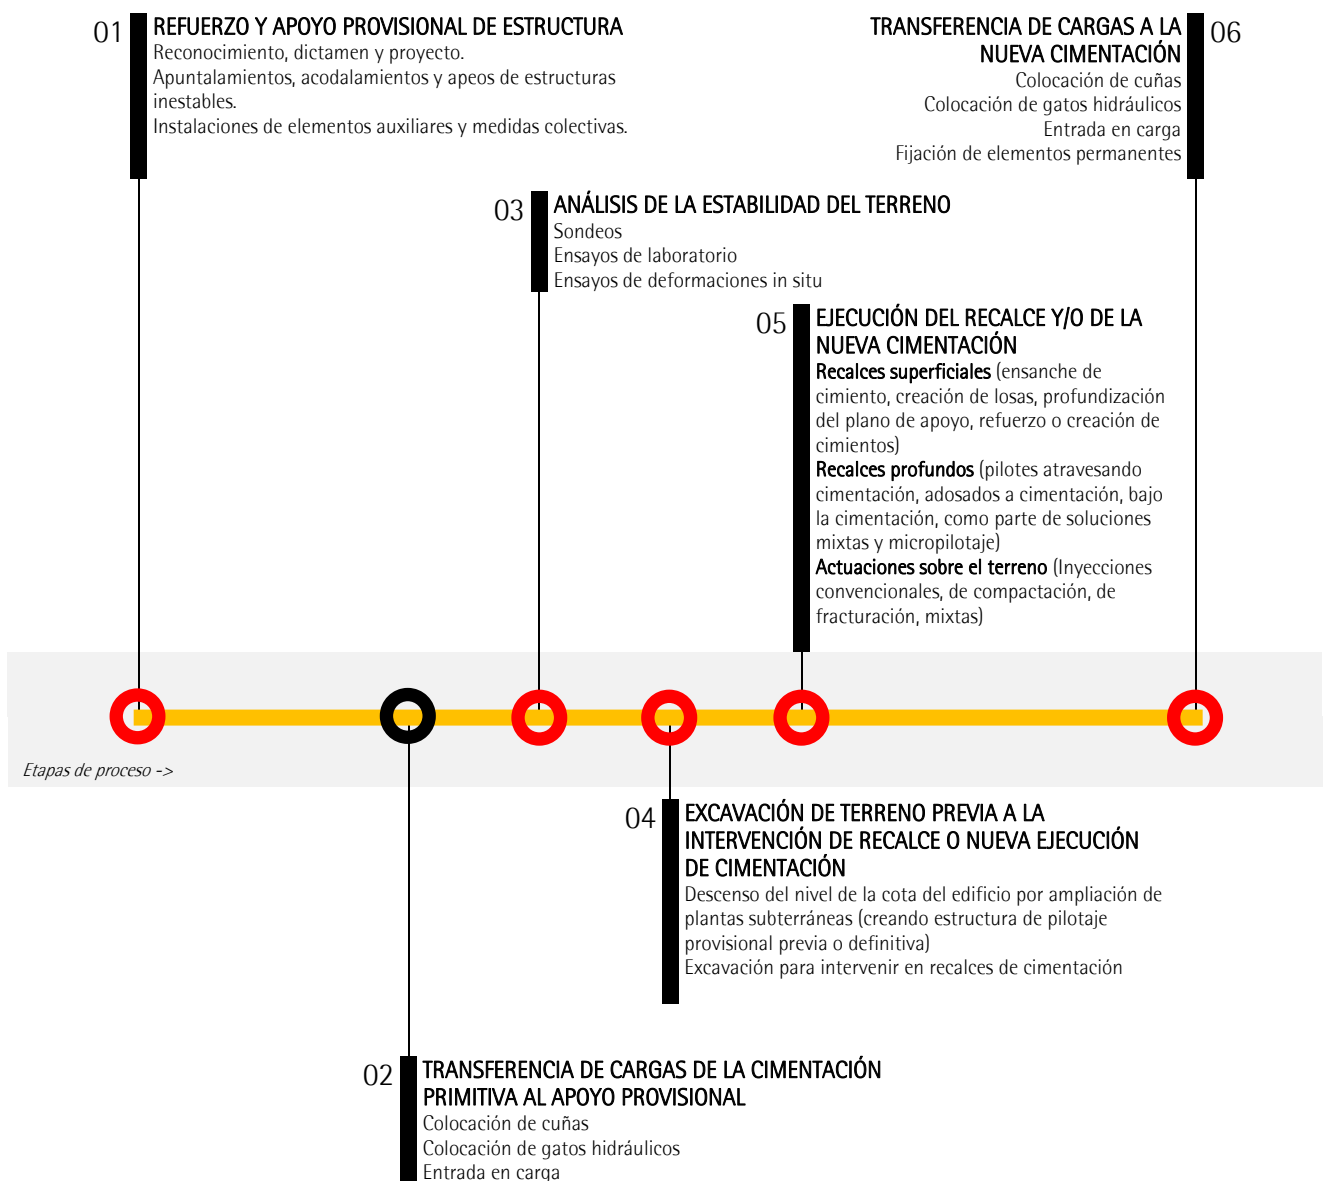 01
REFUERZO Y APOYO PROVISIONAL DE ESTRUCTURA
Reconocimiento, dictamen y proyecto.
Apuntalamientos, acodalamientos y apeos de estructuras
inestables.
Instalaciones de elementos auxiliares y medidas colectivas.
TRANSFERENCIA DE CARGAS A LA
NUEVA CIMENTACIÓN
06
Colocación de cuñas
Colocación de gatos hidráulicos
Entrada en carga
Fijación de elementos permanentes
03
ANÁLISIS DE LA ESTABILIDAD DEL TERRENO
Sondeos
Ensayos de laboratorio
Ensayos de deformaciones in situ
05
EJECUCIÓN DEL RECALCE Y/O DE LA
NUEVA CIMENTACIÓN
Recalces superficiales (ensanche de
cimiento, creación de losas, profundización
del plano de apoyo, refuerzo o creación de
cimientos)
Recalces profundos (pilotes atravesando
cimentación, adosados a cimentación, bajo
la cimentación, como parte de soluciones
mixtas y micropilotaje)
Actuaciones sobre el terreno (Inyecciones
convencionales, de compactación, de
fracturación, mixtas)
Etapas de proceso ->
04
EXCAVACIÓN DE TERRENO PREVIA A LA
INTERVENCIÓN DE RECALCE O NUEVA EJECUCIÓN
DE CIMENTACIÓN
Descenso del nivel de la cota del edificio por ampliación de
plantas subterráneas (creando estructura de pilotaje
provisional previa o definitiva)
Excavación para intervenir en recalces de cimentación
02
TRANSFERENCIA DE CARGAS DE LA CIMENTACIÓN
PRIMITIVA AL APOYO PROVISIONAL
Colocación de cuñas
Colocación de gatos hidráulicos
Entrada en carga